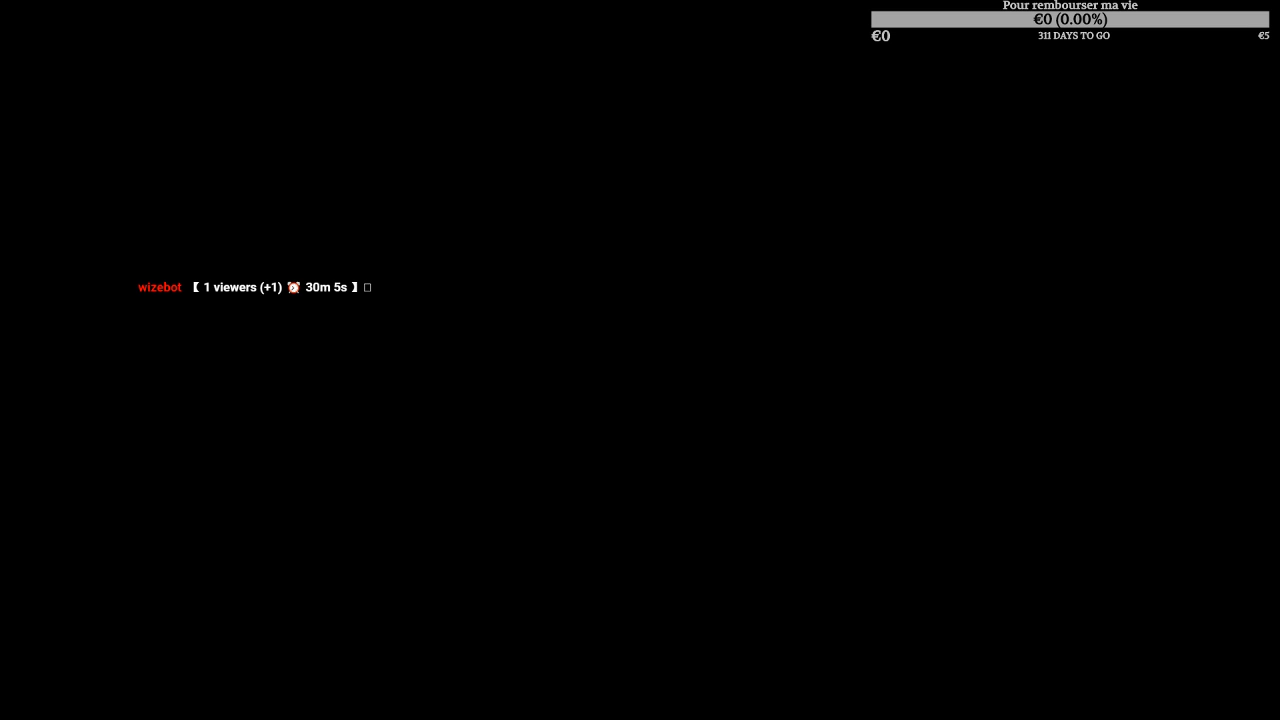 Pour rembourser ma vie
€0 (0.00%)
€0 311 DAYS TO GO €5
wizebot 【 1 viewers (+1) ⏰ 30m 5s 】 □